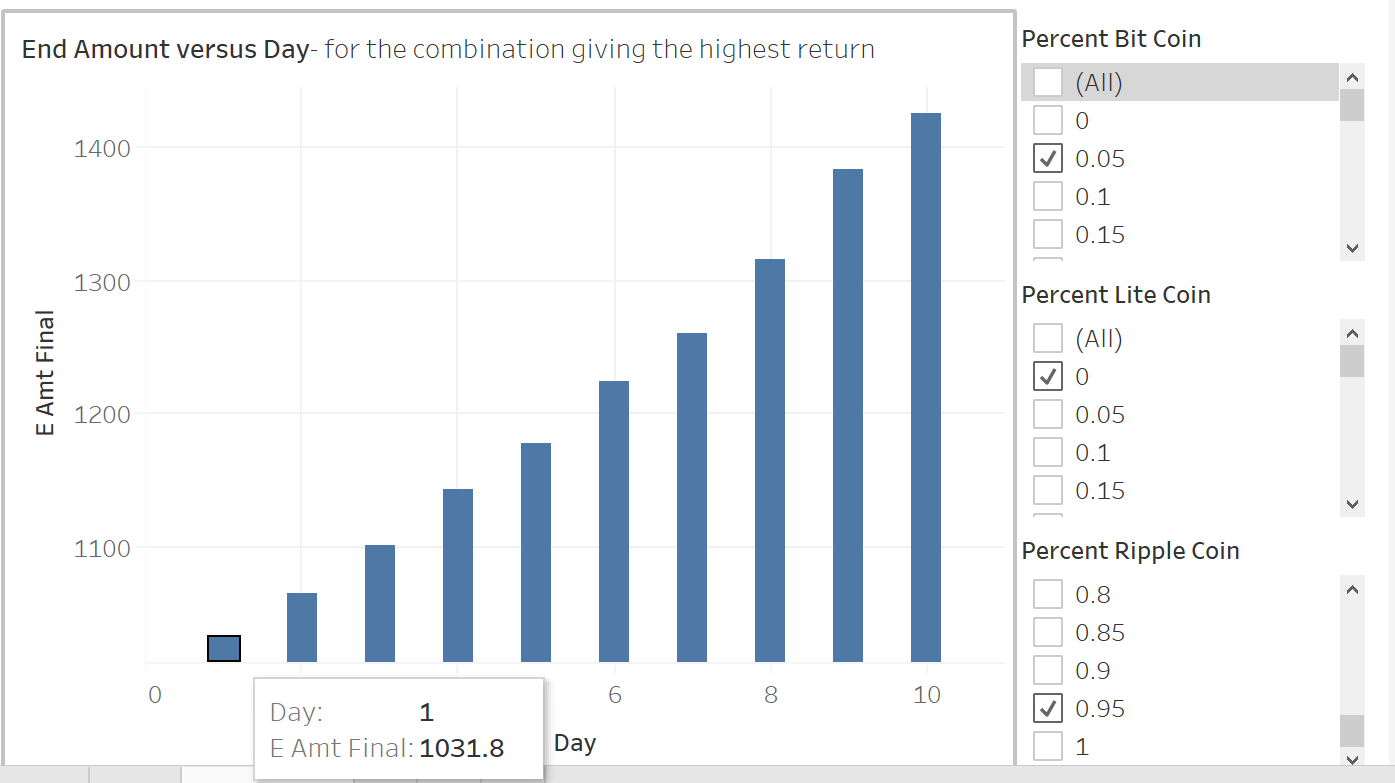 End Amount versus Day- for the combination giving the highest return
1400
1300
1200
1100
E Amt Final
0
6
8
10
Day
Day: 1
E Amt Final: 1031.8
Percent Bit Coin
(All)
0
0.05
0.1
0.15
Percent Lite Coin
(All)
0
0.05
0.1
0.15
Percent Ripple Coin
0.8
0.85
0.9
0.95
1